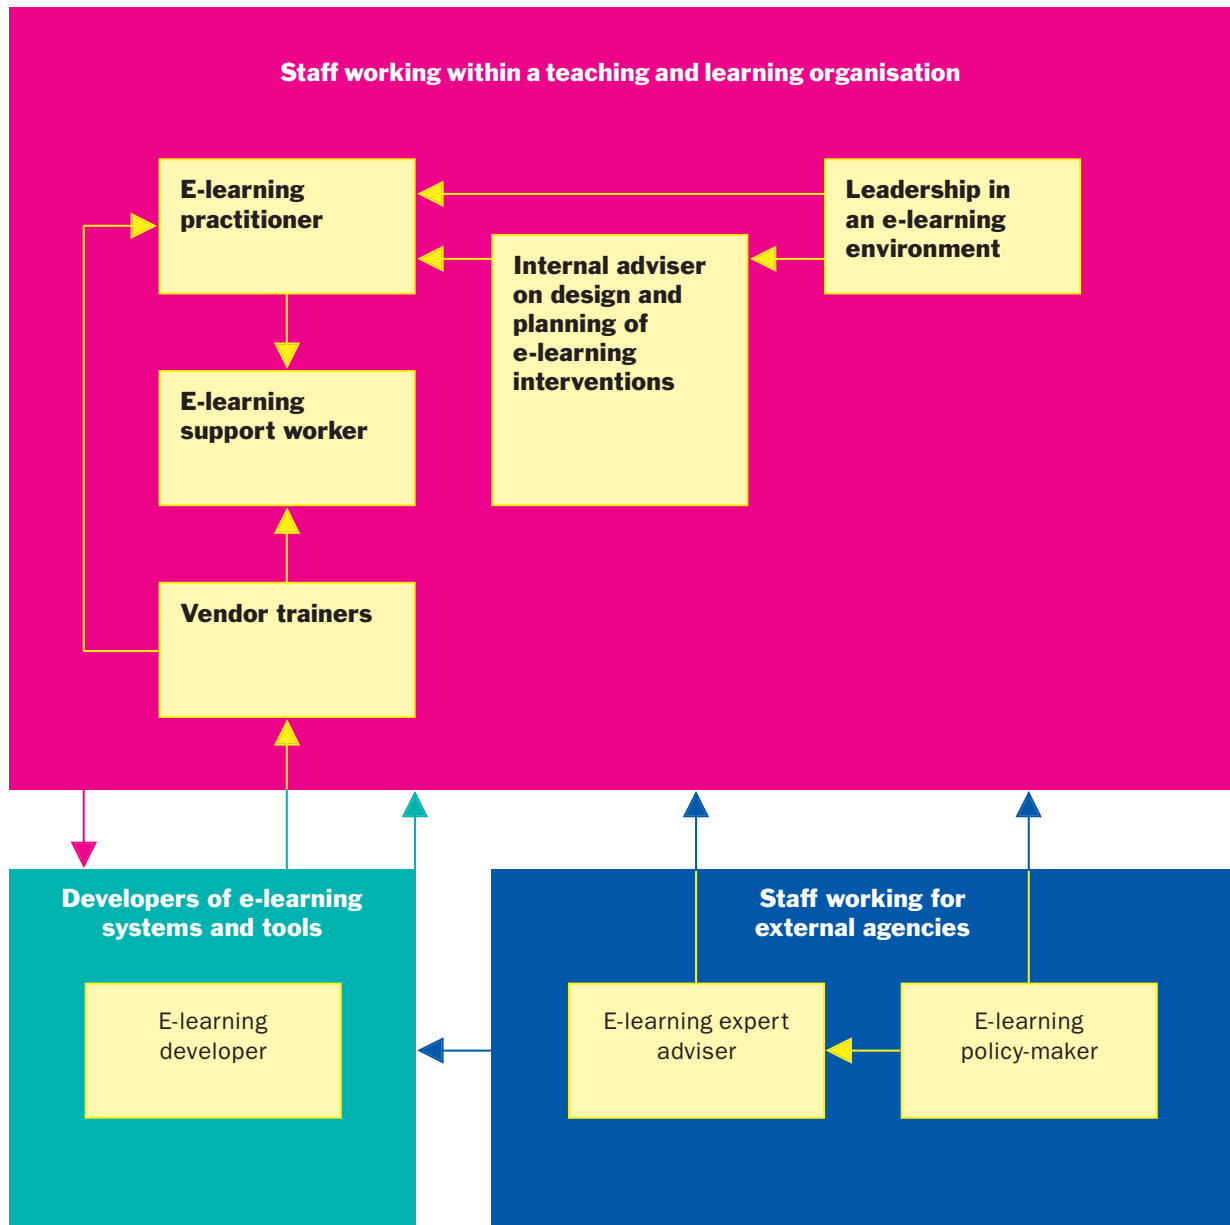 Staff working within a teaching and learning organisation
E-learning
practitioner
Leadership in
an e-learning
environment
Internal adviser
on design and
planning of
e-learning
interventions
E-learning
support worker
Vendor trainers
Developers of e-learning
systems and tools
Staff working for
external agencies
E-learning
developer
E-learning expert
adviser
E-learning
policy-maker